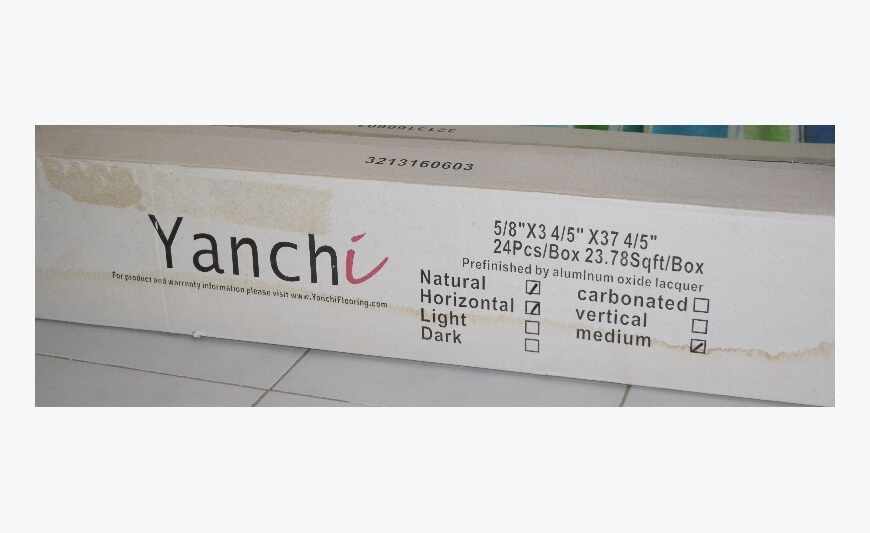 3213160603
Yanchi
For product and warranty information please visit www.YanchiFlooring.com
5/8"X3 4/5" X37 4/5"
24Pcs/Box 23.78Sqft/Box
Prefinished by aluminum oxide lacquer
Natural carbonated
Horizontal vertical
Light medium
Dark